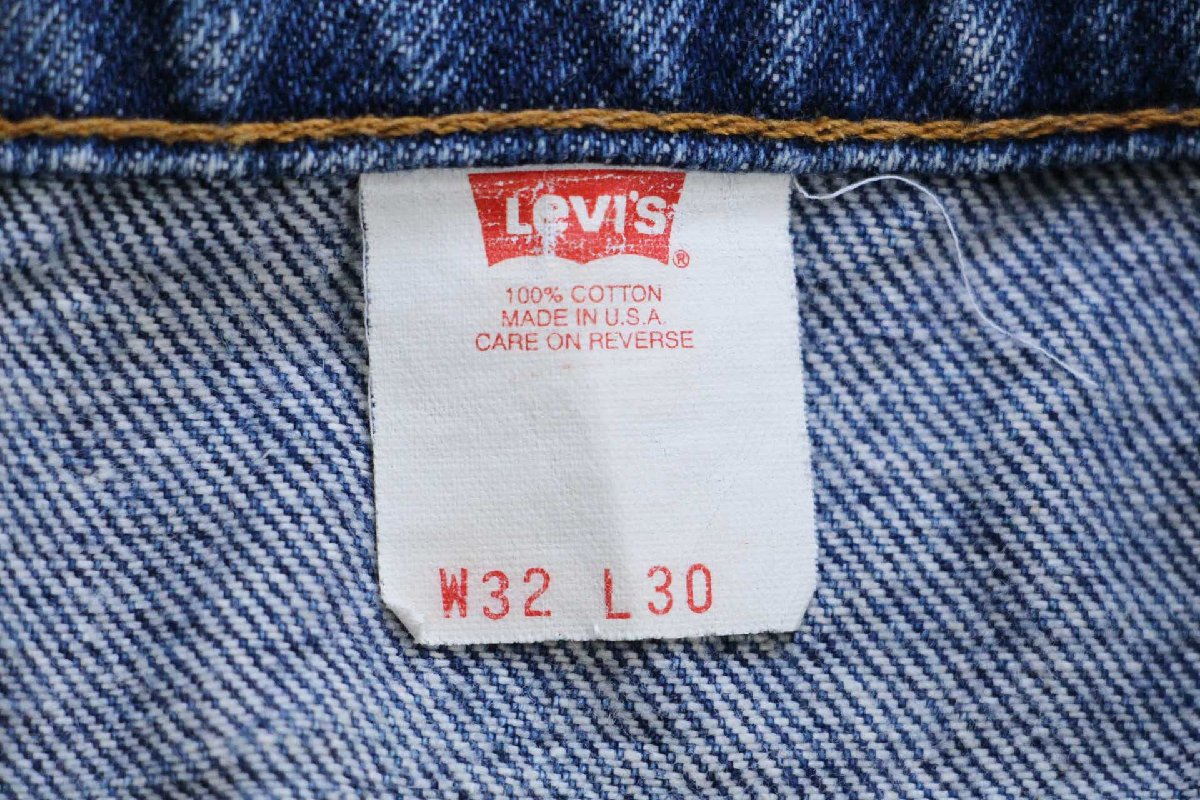 LEVI'S ®
100% COTTON
MADE IN U.S.A.
CARE ON REVERSE
W32 L30